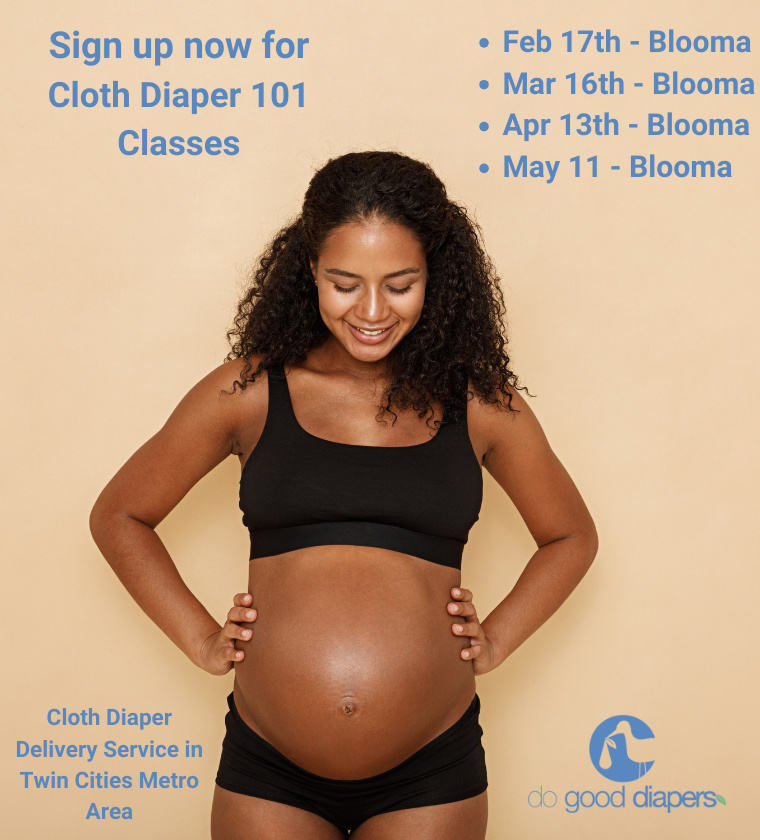 Sign up now for
Cloth Diaper 101
Classes
Feb 17th - Blooma
Mar 16th - Blooma
Apr 13th - Blooma
May 11 - Blooma
Cloth Diaper
Delivery Service in
Twin Cities Metro
Area
do good diapers